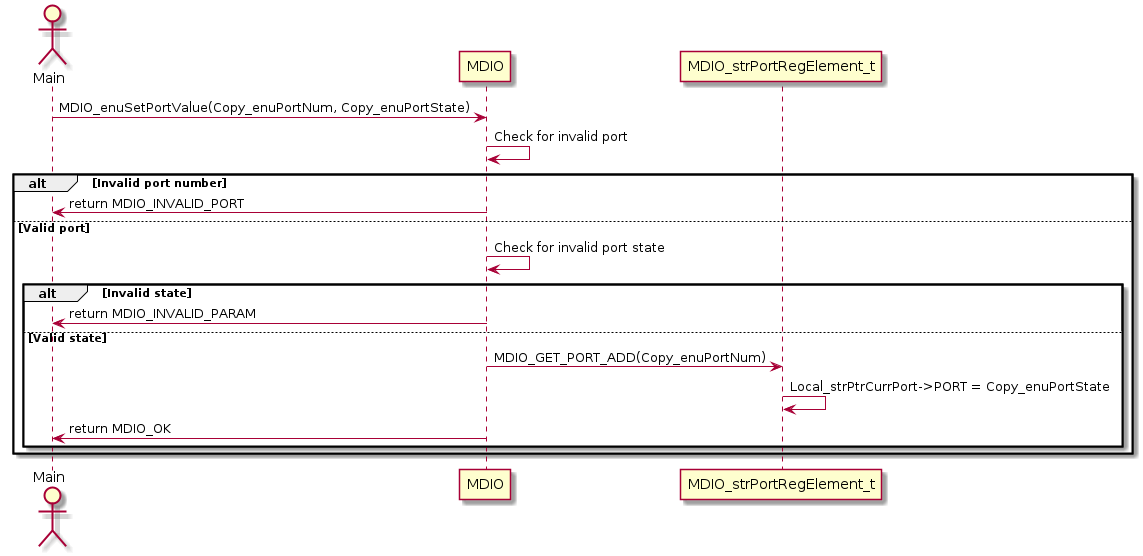 Main
MDIO
MDIO_strPortRegElement_t
MDIO_enuSetPortValue(Copy_enuPortNum, Copy_enuPortState)
Check for invalid port
alt [Invalid port number]
return MDIO_INVALID_PORT
[Valid port]
Check for invalid port state
alt [Invalid state]
return MDIO_INVALID_PARAM
[Valid state]
MDIO_GET_PORT_ADD(Copy_enuPortNum)
Local_strPtrCurrPort->PORT = Copy_enuPortState
return MDIO_OK
Main
MDIO
MDIO_strPortRegElement_t